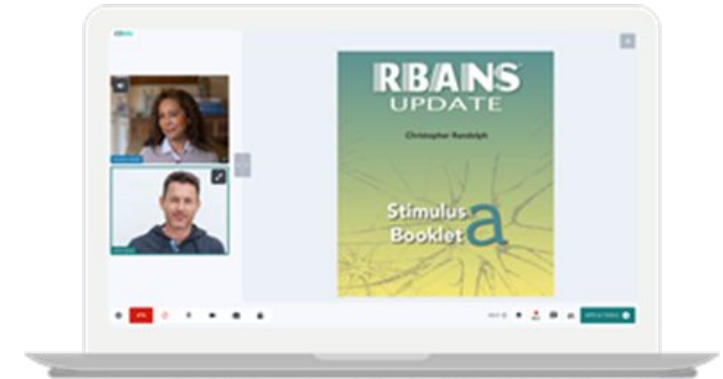 RBANS
UPDATE
Christopher Randolph
Stimulus
Booklet a